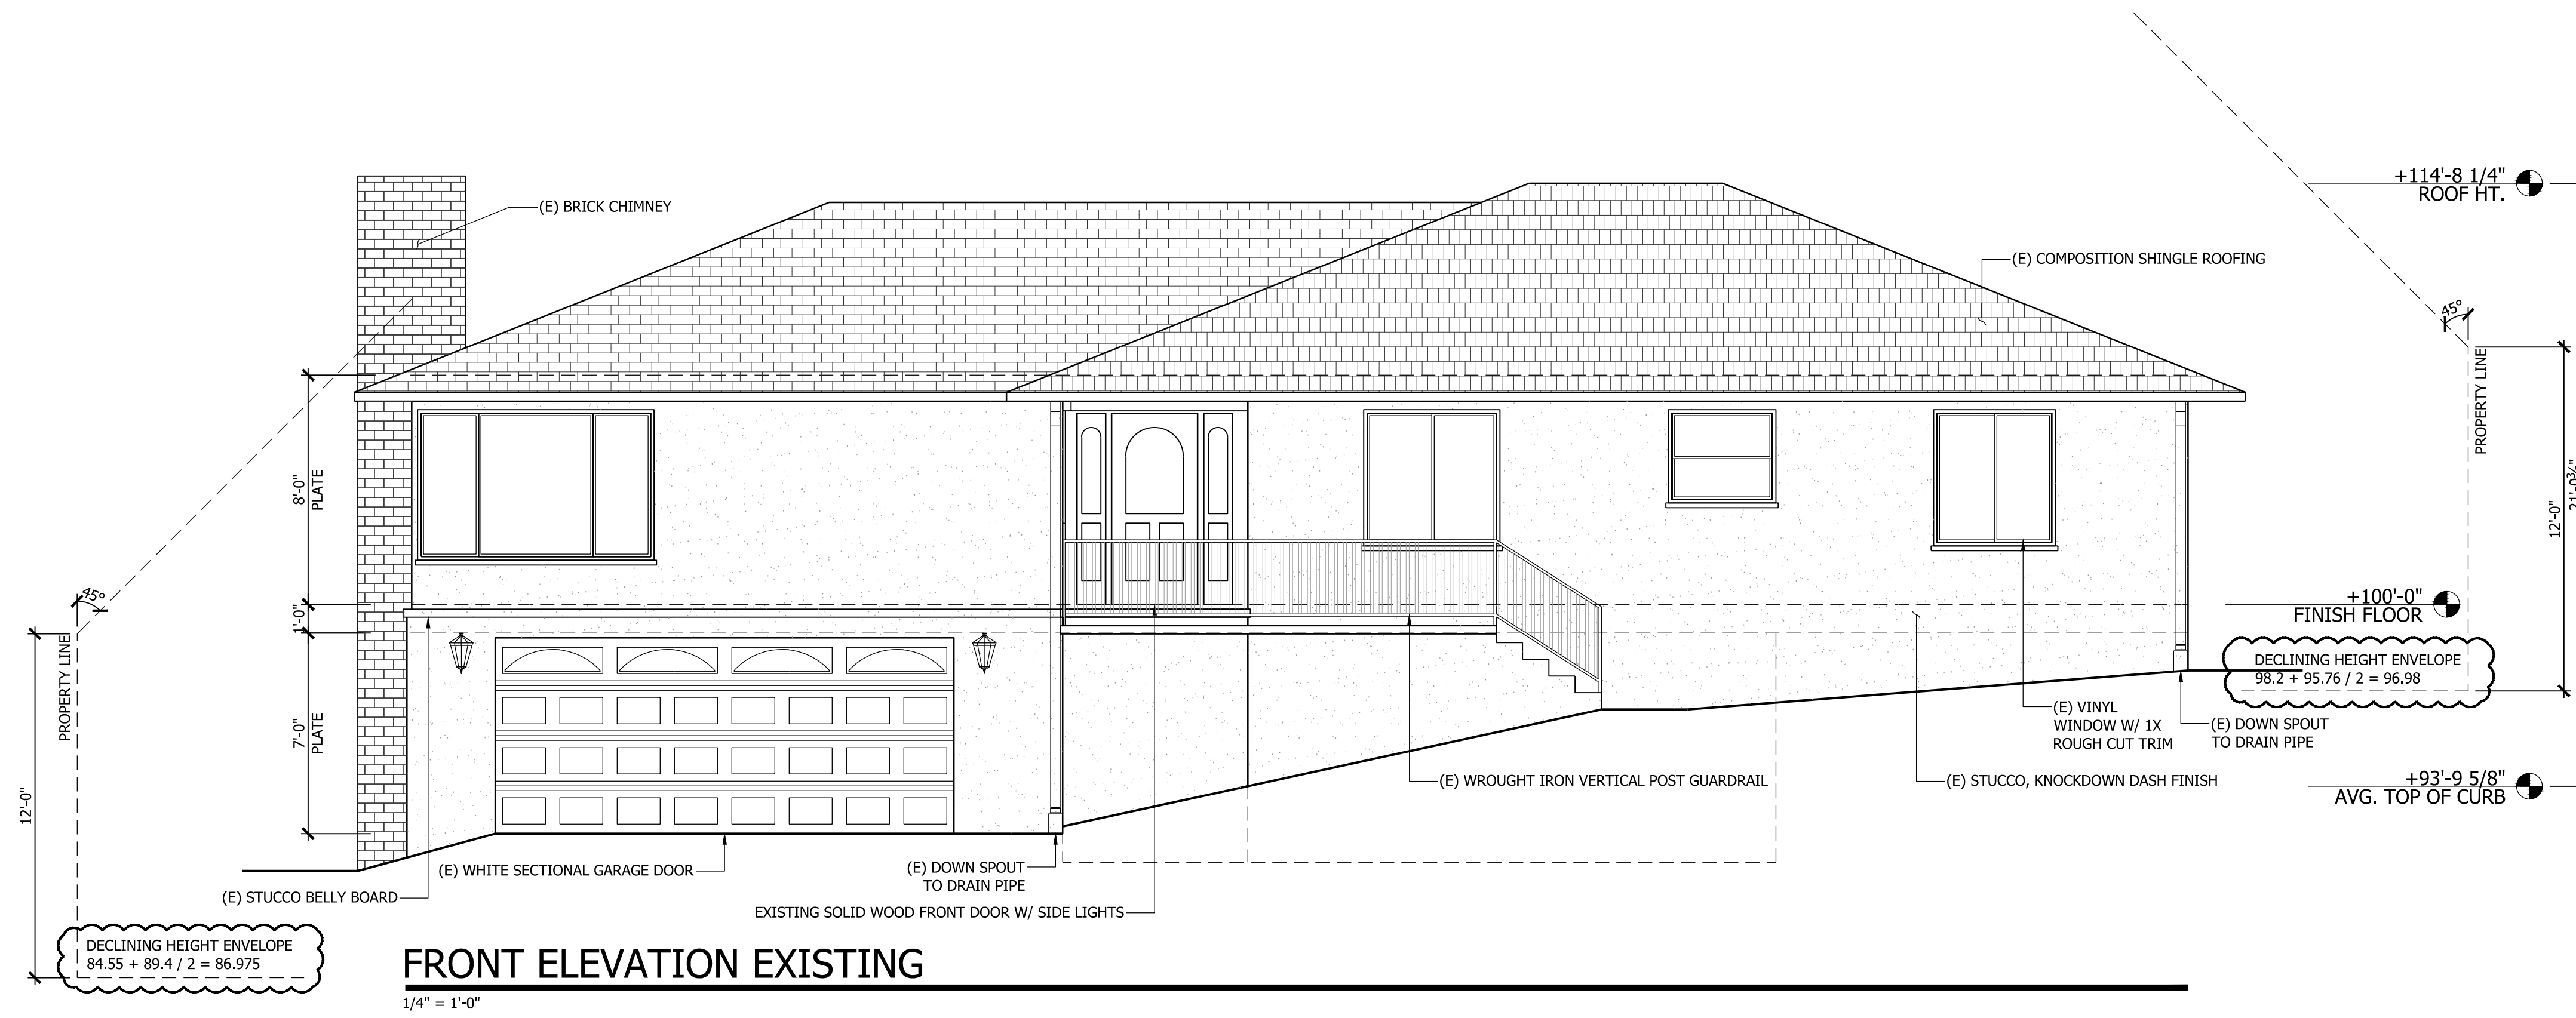 +114'-8 1/4"
ROOF HT.
(E) BRICK CHIMNEY
(E) COMPOSITION SHINGLE ROOFING
45°
PROPERTY LINE
12'-0"
21'-0¾"
8'-0"
PLATE
1'-0"
7'-0"
PLATE
45°
PROPERTY LINE
12'-0"
+100'-0"
FINISH FLOOR
DECLINING HEIGHT ENVELOPE
98.2 + 95.76 / 2 = 96.98
(E) VINYL
WINDOW W/ 1X
ROUGH CUT TRIM
(E) DOWN SPOUT
TO DRAIN PIPE
(E) WROUGHT IRON VERTICAL POST GUARDRAIL
(E) STUCCO, KNOCKDOWN DASH FINISH
+93'-9 5/8"
AVG. TOP OF CURB
(E) WHITE SECTIONAL GARAGE DOOR
(E) DOWN SPOUT
TO DRAIN PIPE
(E) STUCCO BELLY BOARD
EXISTING SOLID WOOD FRONT DOOR W/ SIDE LIGHTS
DECLINING HEIGHT ENVELOPE
84.55 + 89.4 / 2 = 86.975
FRONT ELEVATION EXISTING
1/4" = 1'-0"